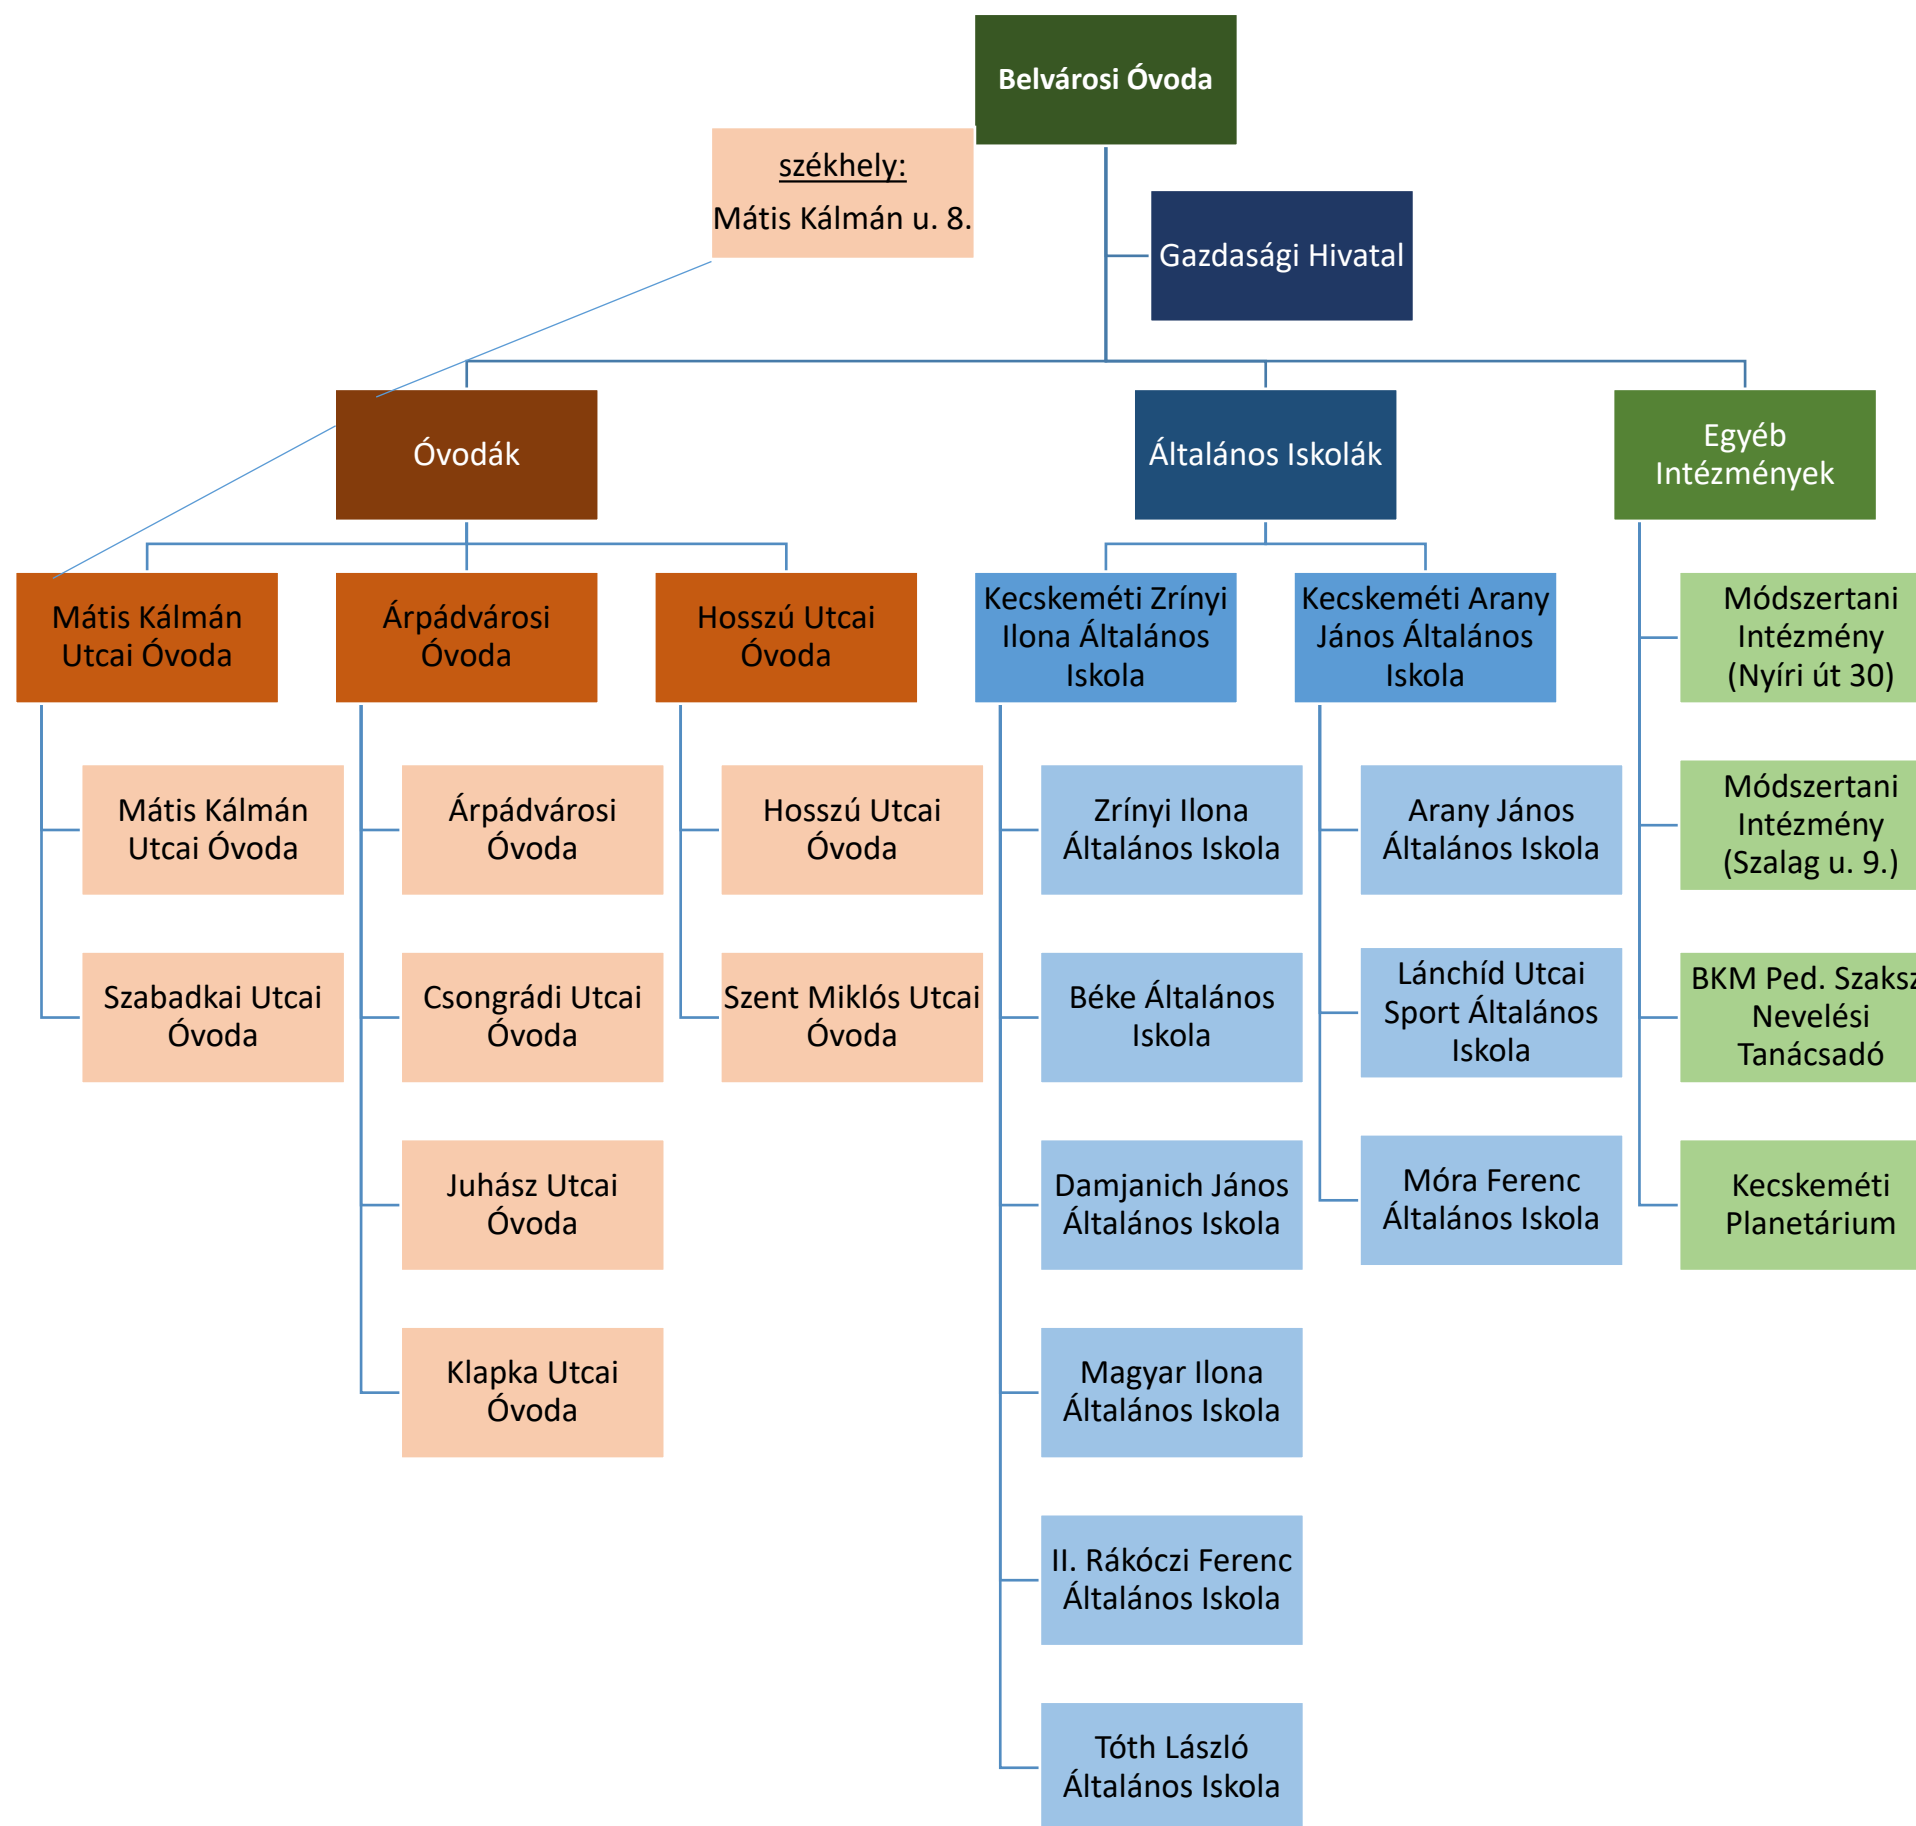 Belvárosi Óvoda
székhely:
Mátis Kálmán u. 8.
Gazdasági Hivatal
Óvodák
Általános Iskolák
Egyéb
Intézmények
Mátis Kálmán
Utcai Óvoda
Árpádvárosi
Óvoda
Hosszú Utcai
Óvoda
Kecskeméti Zrínyi
Ilona Általános
Iskola
Kecskeméti Arany
János Általános
Iskola
Mátis Kálmán
Utcai Óvoda
Szabadkai Utcai
Óvoda
Árpádvárosi
Óvoda
Csongrádi Utcai
Óvoda
Juhász Utcai
Óvoda
Klapka Utcai
Óvoda
Hosszú Utcai
Óvoda
Szent Miklós Utcai
Óvoda
Zrínyi Ilona
Általános Iskola
Béke Általános
Iskola
Damjanich János
Általános Iskola
Magyar Ilona
Általános Iskola
II. Rákóczi Ferenc
Általános Iskola
Tóth László
Általános Iskola
Arany János
Általános Iskola
Lánchíd Utcai
Sport Általános
Iskola
Móra Ferenc
Általános Iskola
Módszertani
Intézmény
(Nyíri út 30)
Módszertani
Intézmény
(Szalag u. 9.)
BKM Ped. Szaksz
Nevelési
Tanácsadó
Kecskeméti
Planetárium